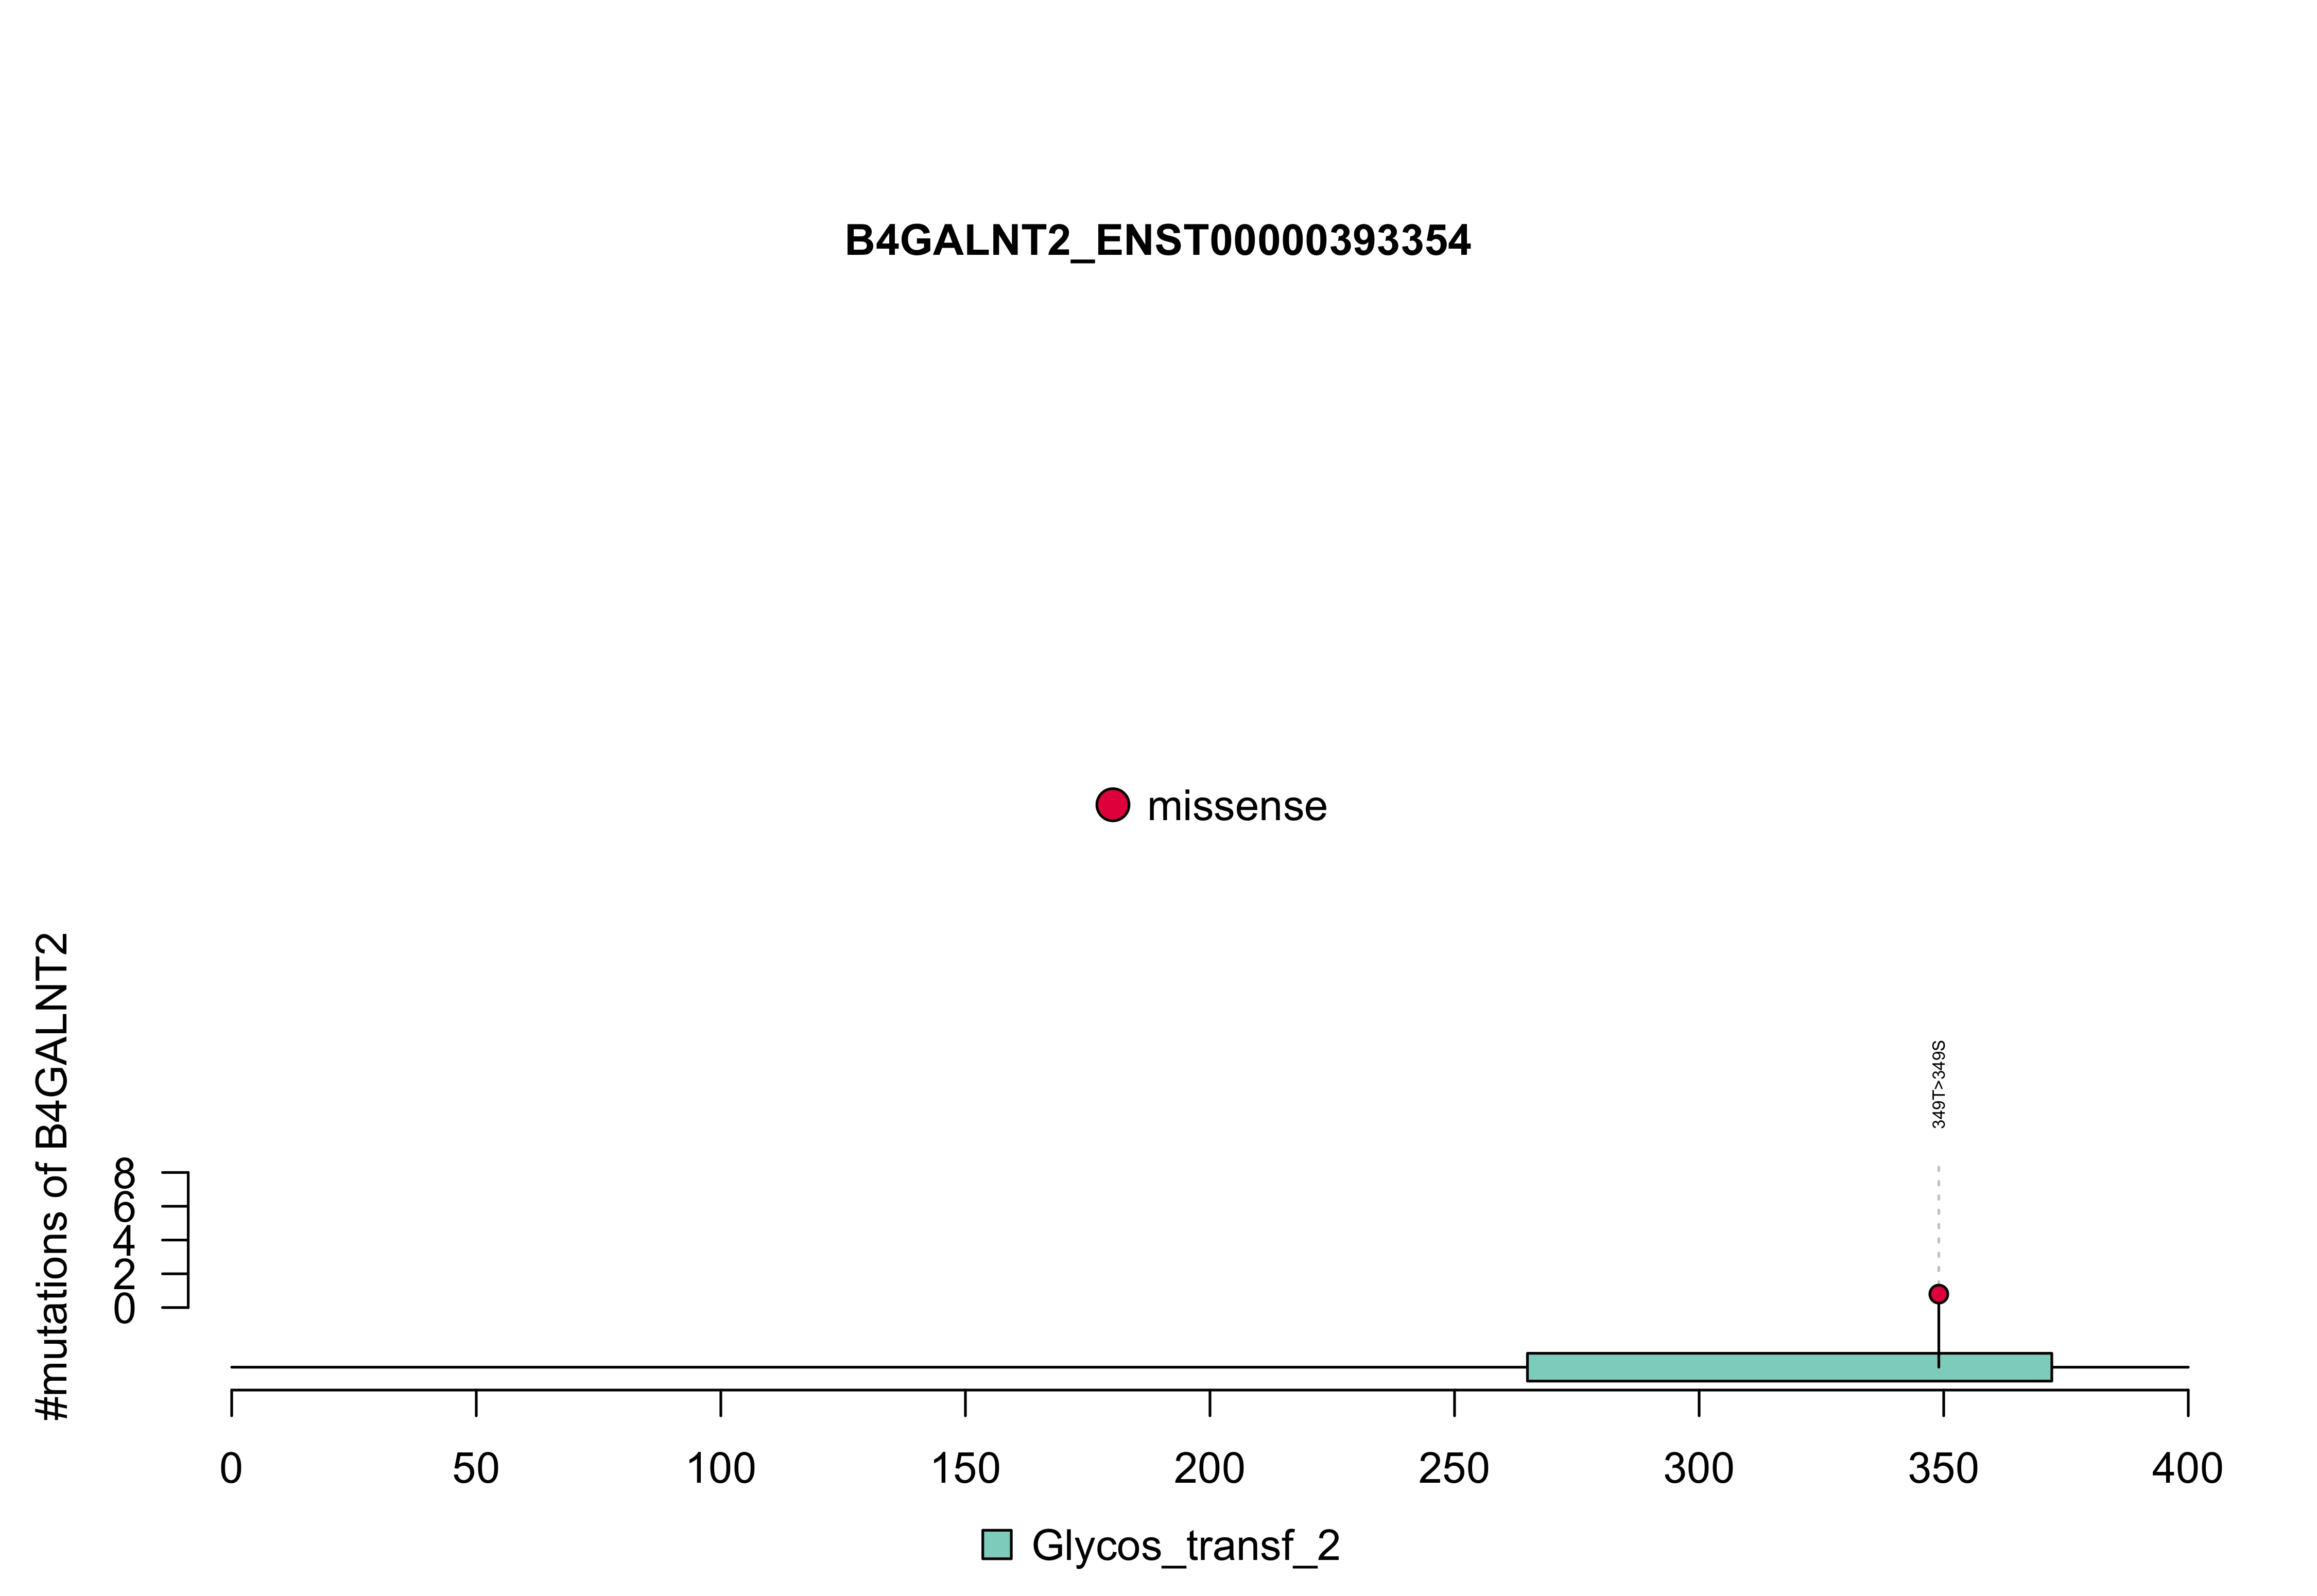 B4GALNT2_ENST00000393354
missense
#mutations of B4GALNT2
349T>349S
8
6
4
2
0
0 50 100 150 200 250 300 350 400
Glycos_transf_2